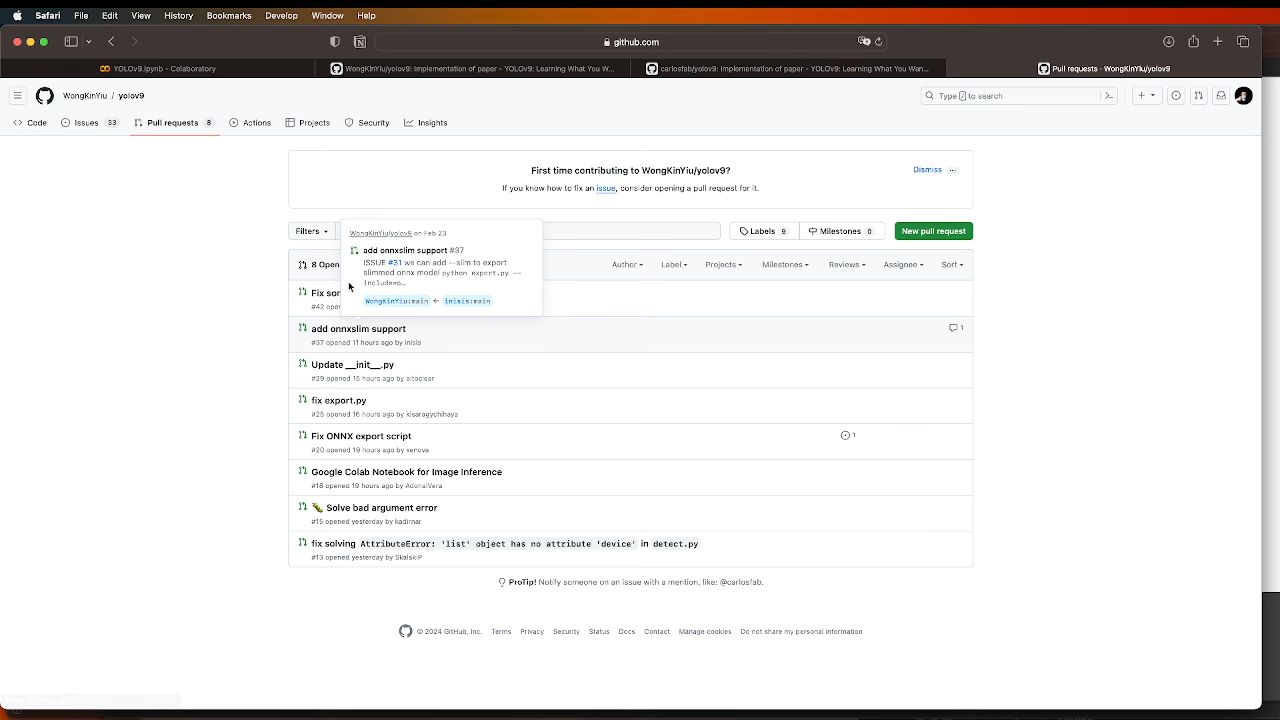 Safari File Edit View History Bookmarks Develop Window Help
github.com
YOLOv9.ipynb - Colaboratory
WongKinYiu/yolov9: Implementation of paper - YOLOv9: Learning What You W...
carlosfab/yolov9: Implementation of paper - YOLOv9: Learning What You Wan...
Pull requests · WongKinYiu/yolov9
WongKinYiu / yolov9
Type / to search
Code Issues 33 Pull requests 8 Actions Projects Security Insights
First time contributing to WongKinYiu/yolov9?
Dismiss
If you know how to fix an issue, consider opening a pull request for it.
Filters
Labels 9
Milestones 0
New pull request
WongKinYiu/yolov9 on Feb 23
add onnxslim support #37
ISSUE #31 we can add --slim to export
slimmed onnx model python export.py --
include=o..
WongKinYiu:main ← inisis:main
8 Open
Author Label Projects Milestones Reviews Assignee Sort
Fix
#42
add onnxslim support
1
#37 opened 11 hours ago by inisis
Update __init__.py
#29 opened 15 hours ago by eltoclear
fix export.py
#25 opened 16 hours ago by kisaragychihaya
Fix ONNX export script
1
#20 opened 19 hours ago by xenova
Google Colab Notebook for Image Inference
#18 opened 19 hours ago by AdonaiVera
🐛 Solve bad argument error
#15 opened yesterday by kadirnar
fix solving AttributeError: 'list' object has no attribute 'device' in detect.py
#13 opened yesterday by SkalskiP
ProTip! Notify someone on an issue with a mention, like: @carlosfab.
© 2024 GitHub, Inc. Terms Privacy Security Status Docs Contact Manage cookies Do not share my personal information